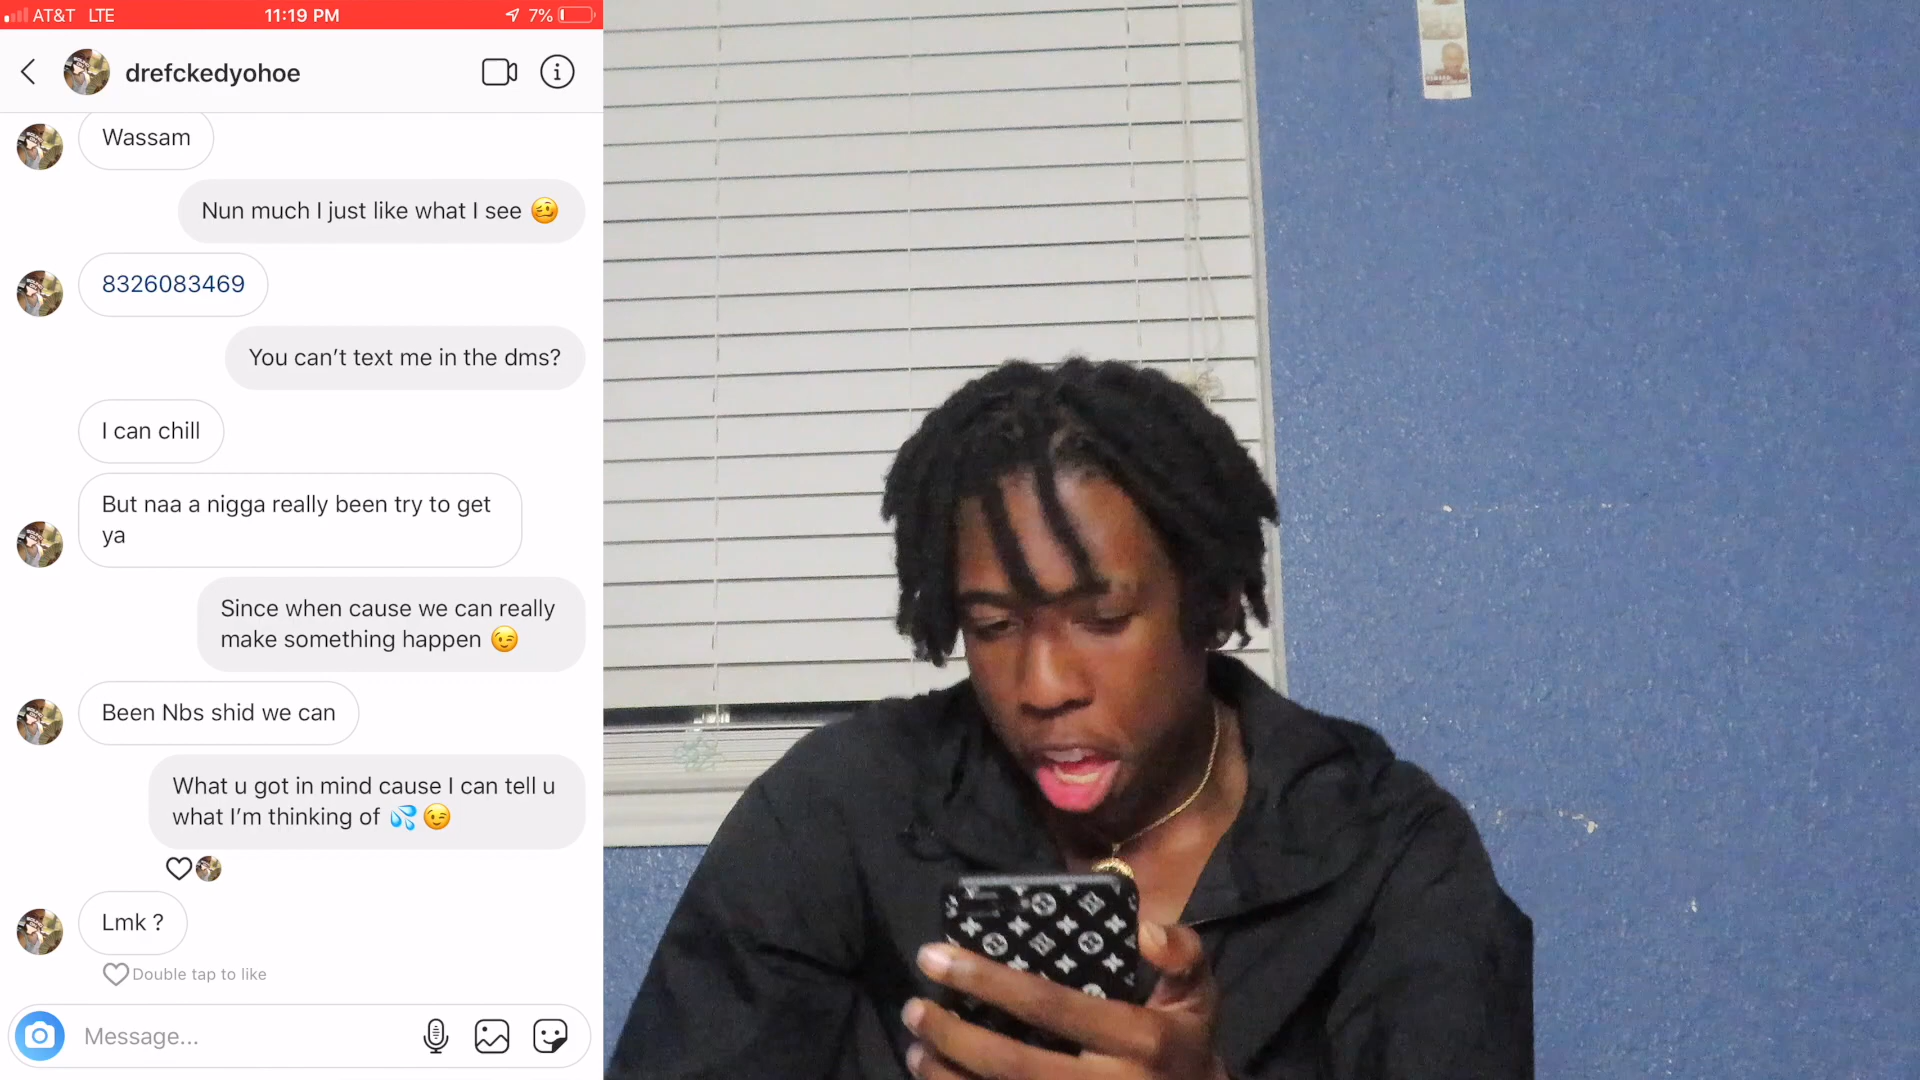 AT&T LTE 11:19 PM 7%
drefckedyohoe
Wassam
Nun much I just like what I see 🥴
8326083469
You can’t text me in the dms?
I can chill
But naa a nigga really been try to get
ya
Since when cause we can really
make something happen 😉
Been Nbs shid we can
What u got in mind cause I can tell u
what I’m thinking of 💦 😉
Lmk ?
Double tap to like
Message...